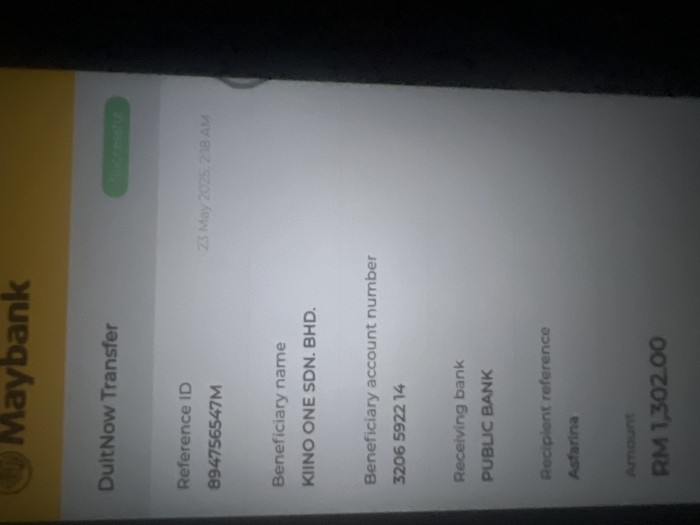 Maybank
DuitNow Transfer
Successful
Reference ID
894756547M
23 May 2025, 2:18 AM
Beneficiary name
KIINO ONE SDN. BHD.
Beneficiary account number
3206 5922 14
Receiving bank
PUBLIC BANK
Recipient reference
Asfarina
Amount
RM 1,302.00